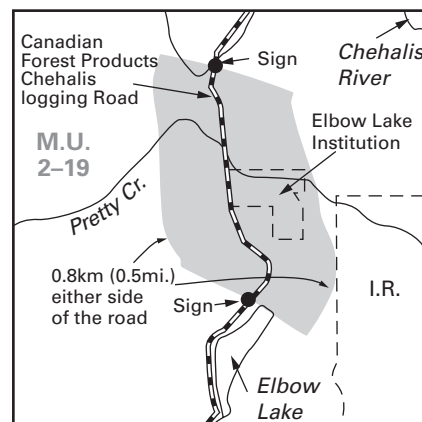 Canadian
Forest Products
Chehalis
logging Road
Sign
Chehalis
River
M.U.
2–19
Elbow Lake
Institution
Pretty Cr.
0.8km (0.5mi.)
either side
of the road
Sign
I.R.
Elbow
Lake